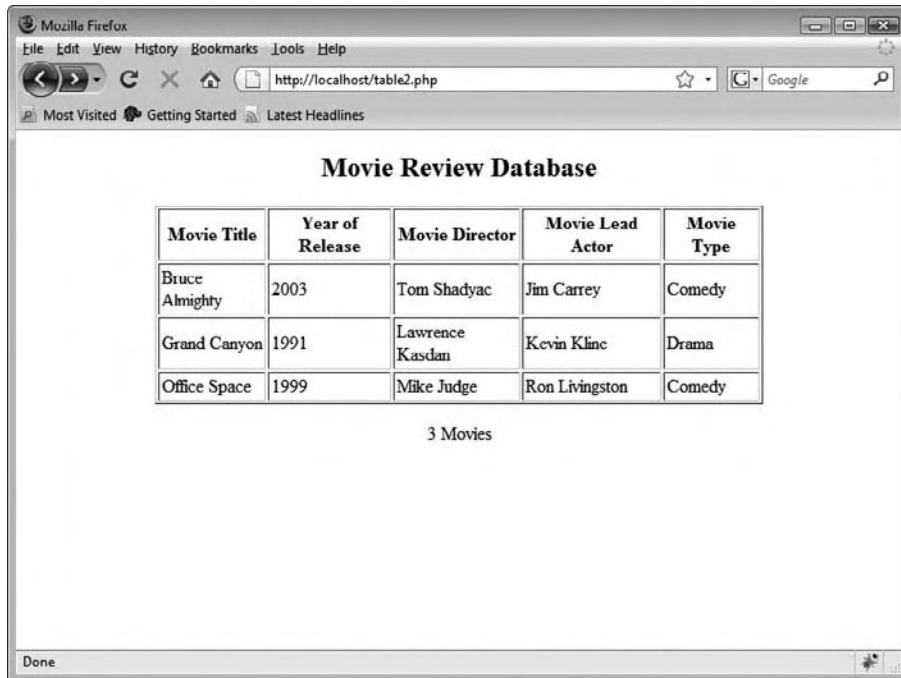 Mozilla Firefox
File Edit View History Bookmarks Tools Help
http://localhost/table2.php
G Google
Most Visited Getting Started Latest Headlines
Movie Review Database
Movie Title Year of Release Movie Director Movie Lead Actor Movie Type
Bruce Almighty 2003 Tom Shadyac Jim Carrey Comedy
Grand Canyon 1991 Lawrence Kasdan Kevin Kline Drama
Office Space 1999 Mike Judge Ron Livingston Comedy
3 Movies
Done